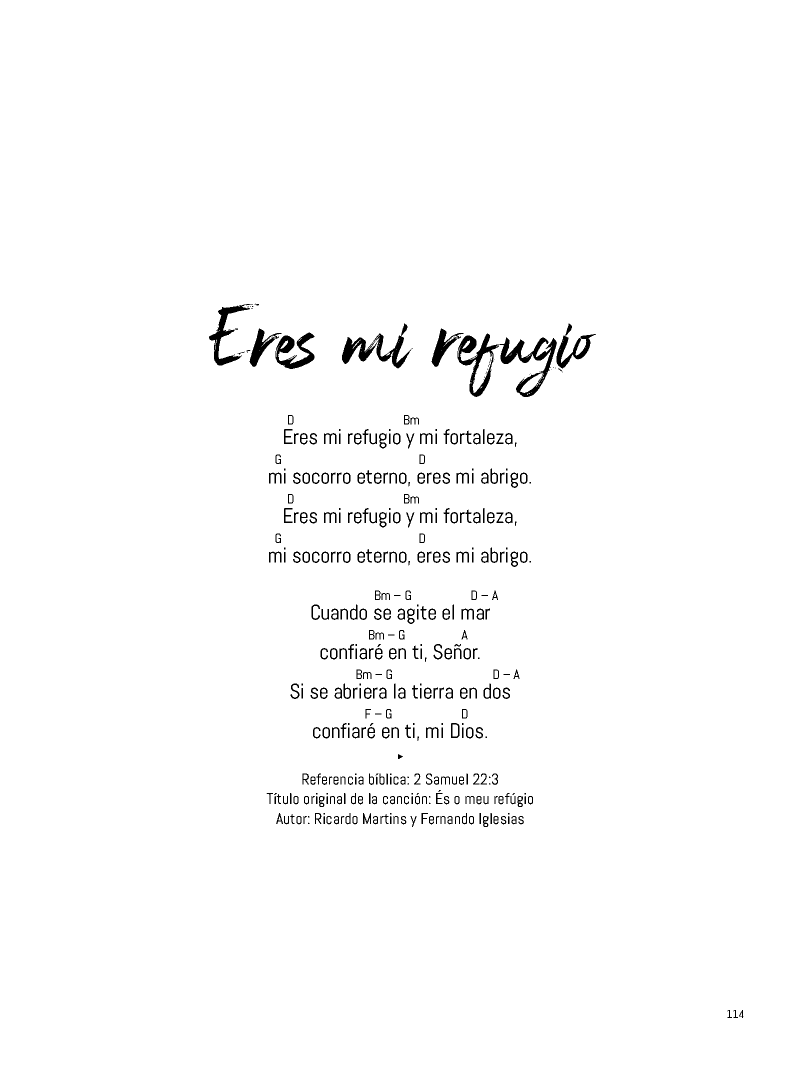 Eres mi refugio
D Bm
Eres mi refugio y mi fortaleza,
G D
mi socorro eterno, eres mi abrigo.
D Bm
Eres mi refugio y mi fortaleza,
G D
mi socorro eterno, eres mi abrigo.
Bm – G D – A
Cuando se agite el mar
Bm – G A
confiaré en ti, Señor.
Bm – G D – A
Si se abriera la tierra en dos
F – G D
confiaré en ti, mi Dios.
Referencia bíblica: 2 Samuel 22:3
Título original de la canción: És o meu refúgio
Autor: Ricardo Martins y Fernando Iglesias
114